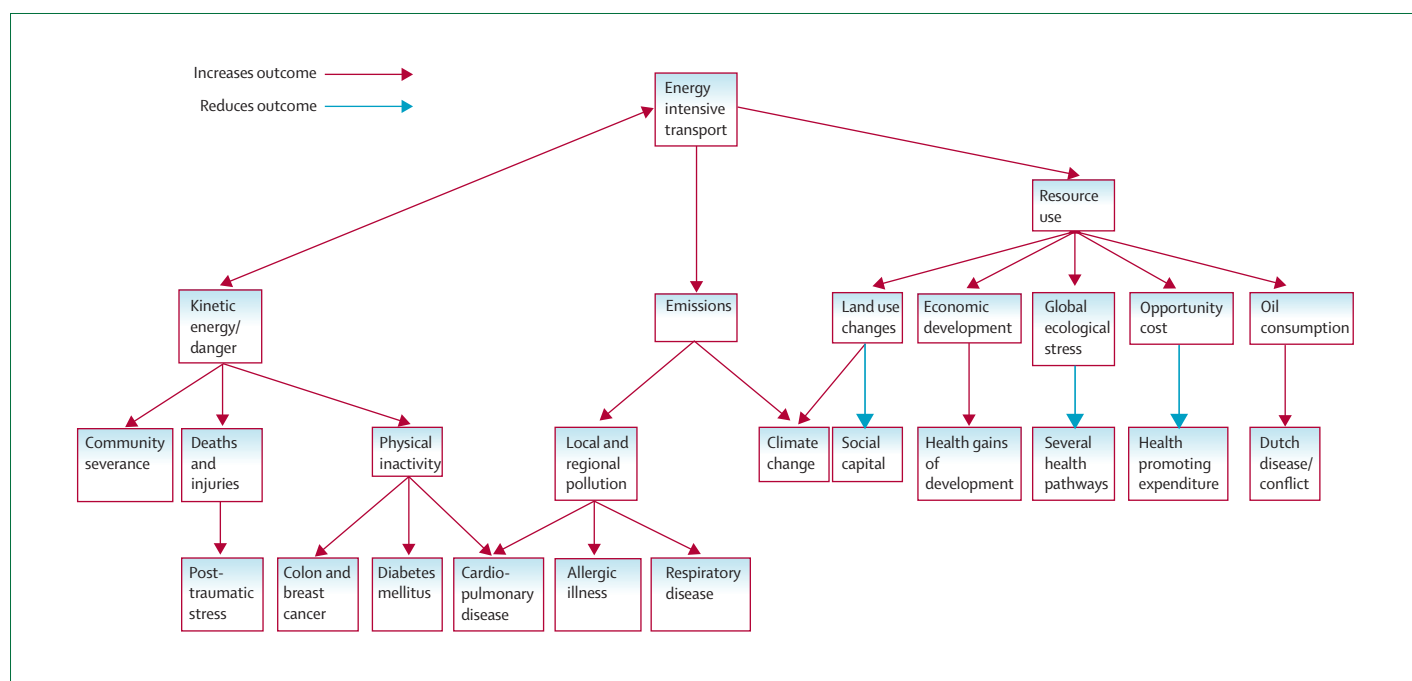 Increases outcome
Reduces outcome
Energy
intensive
transport
Resource
use
Kinetic
energy/
danger
Emissions
Land use
changes
Economic
development
Global
ecological
stress
Opportunity
cost
Oil
consumption
Community
severance
Deaths
and
injuries
Physical
inactivity
Local and
regional
pollution
Climate
change
Social
capital
Health gains
of
development
Several
health
pathways
Health
promoting
expenditure
Dutch
disease/
conflict
Post-
traumatic
stress
Colon and
breast
cancer
Diabetes
mellitus
Cardio-
pulmonary
disease
Allergic
illness
Respiratory
disease